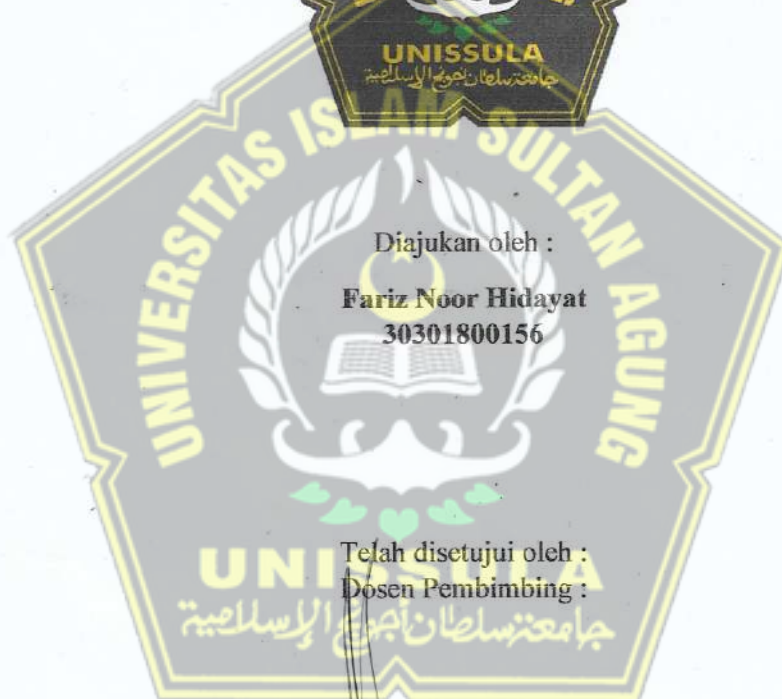 UNISSULA
جامعة سلطان أجونج الإسلامية
UNIVERSITAS ISLAM SULTAN AGUNG
Diajukan oleh :
Fariz Noor Hidayat
30301800156
Telah disetujui oleh :
Dosen Pembimbing :
UNISSULA
جامعة سلطان أجونج الإسلامية